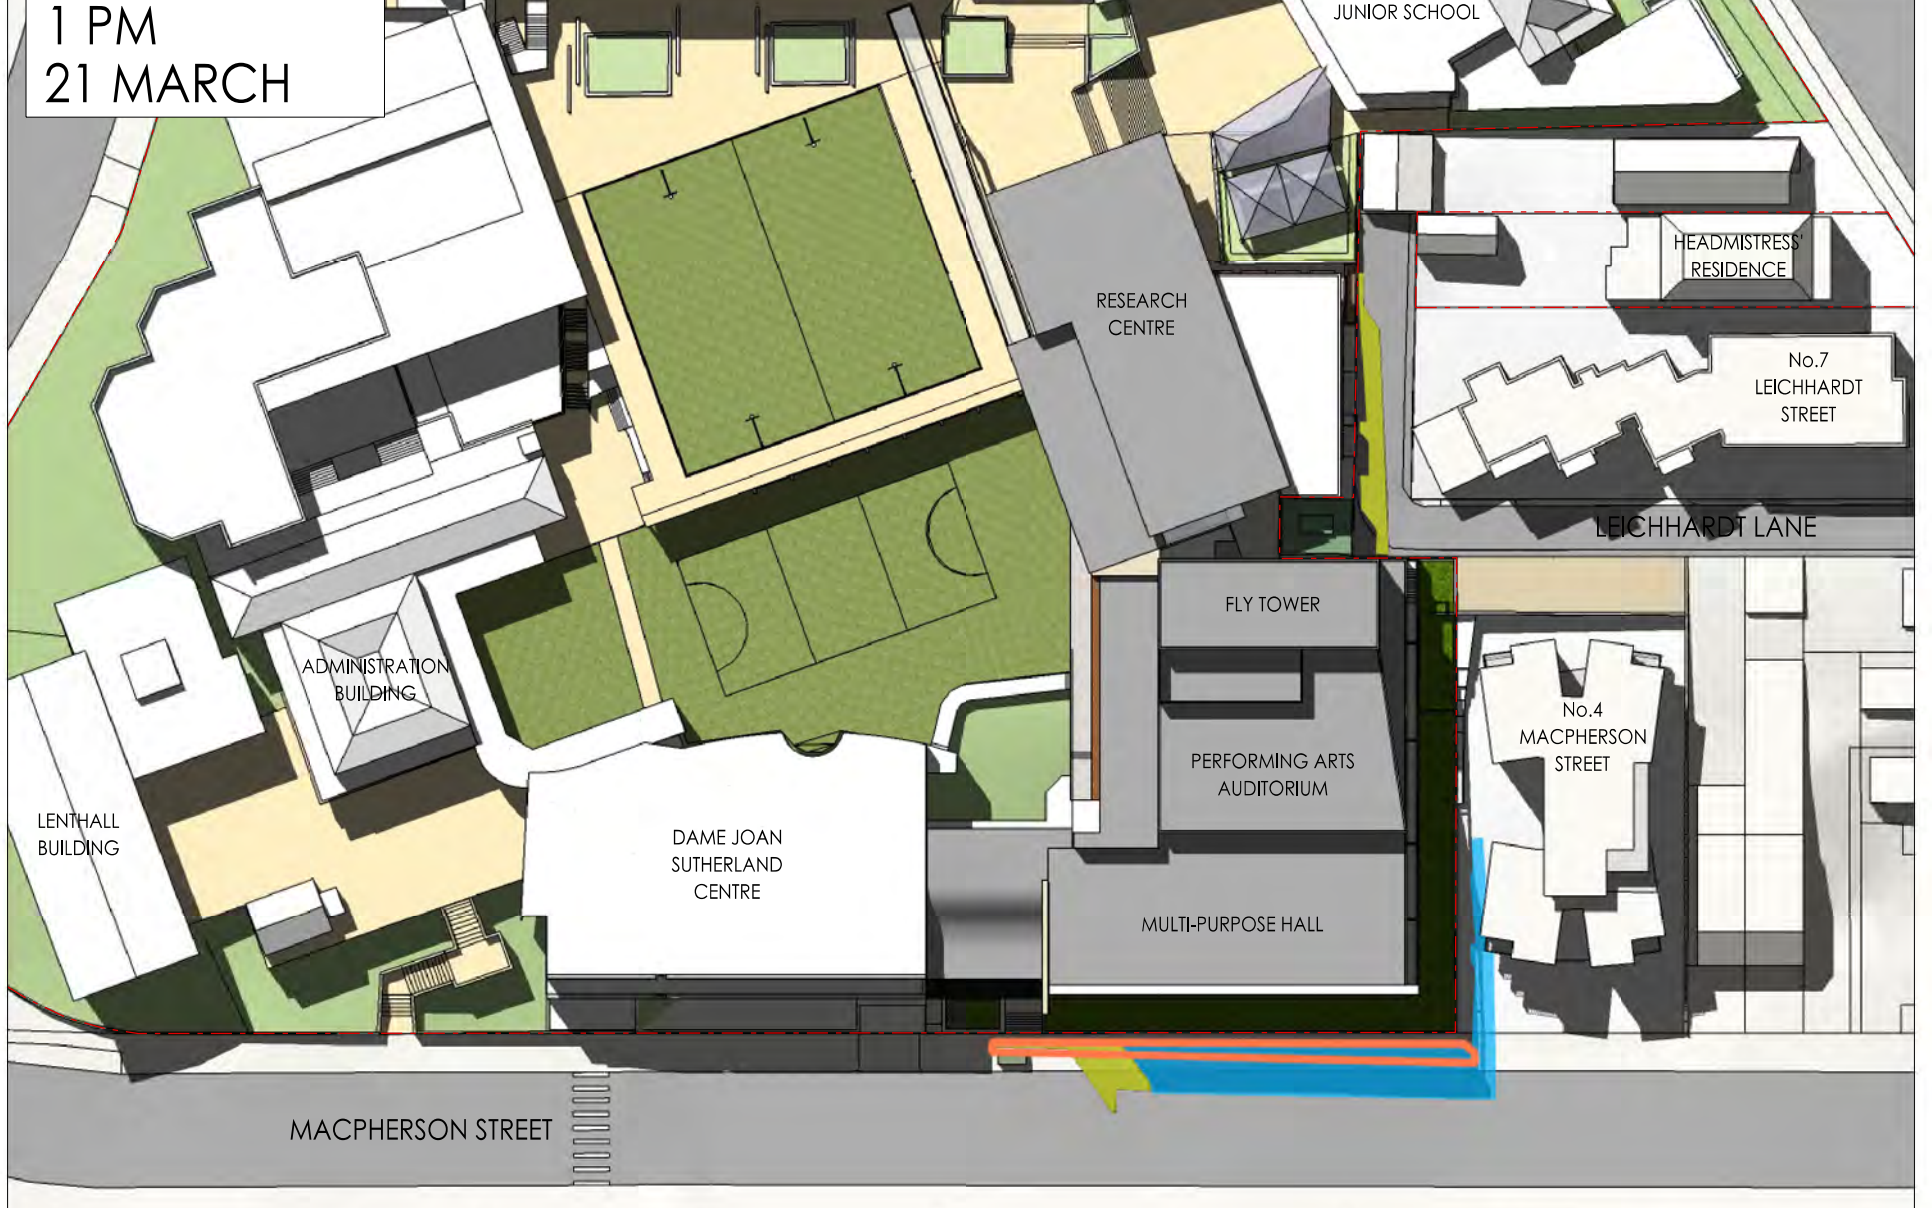 1 PM
21 MARCH
JUNIOR SCHOOL
HEADMISTRESS'
RESIDENCE
RESEARCH
CENTRE
No.7
LEICHHARDT
STREET
LEICHHARDT LANE
FLY TOWER
ADMINISTRATION
BUILDING
No.4
MACPHERSON
STREET
PERFORMING ARTS
AUDITORIUM
LENTHALL
BUILDING
DAME JOAN
SUTHERLAND
CENTRE
MULTI-PURPOSE HALL
MACPHERSON STREET